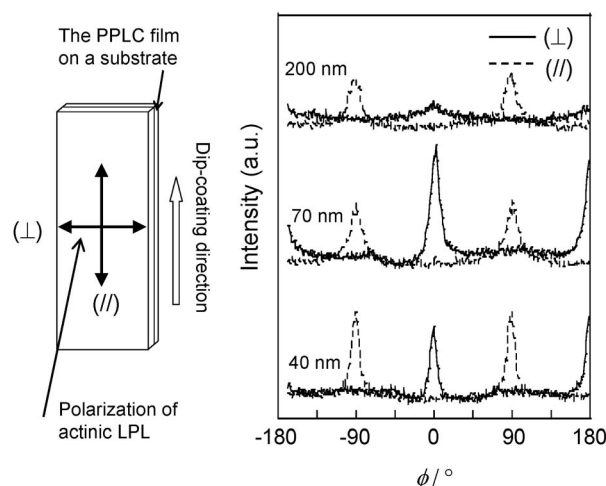 The PPLC film
on a substrate
(⊥)
(//)
Dip-coating direction
Polarization of
actinic LPL
Intensity (a.u.)
(⊥)
(//)
200 nm
70 nm
40 nm
-180 -90 0 90 180
ϕ / °